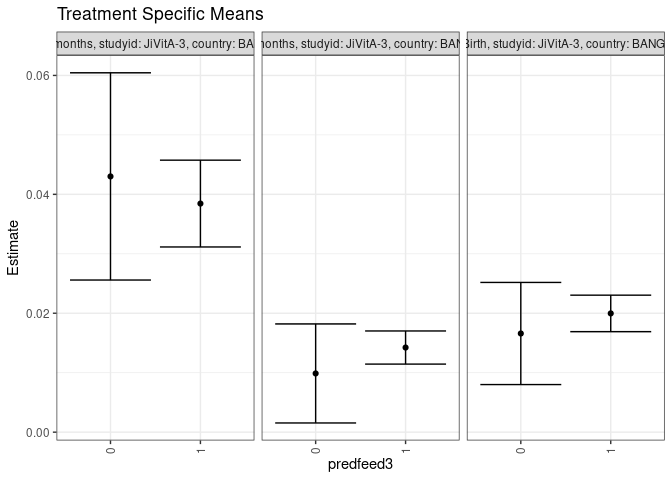 Treatment Specific Means
months, studyid: JiVitA-3, country: BA
months, studyid: JiVitA-3, country: BAN
Birth, studyid: JiVitA-3, country: BANG
0.06
0.04
0.02
0.00
Estimate
0 1 0 1 0 1
predfeed3